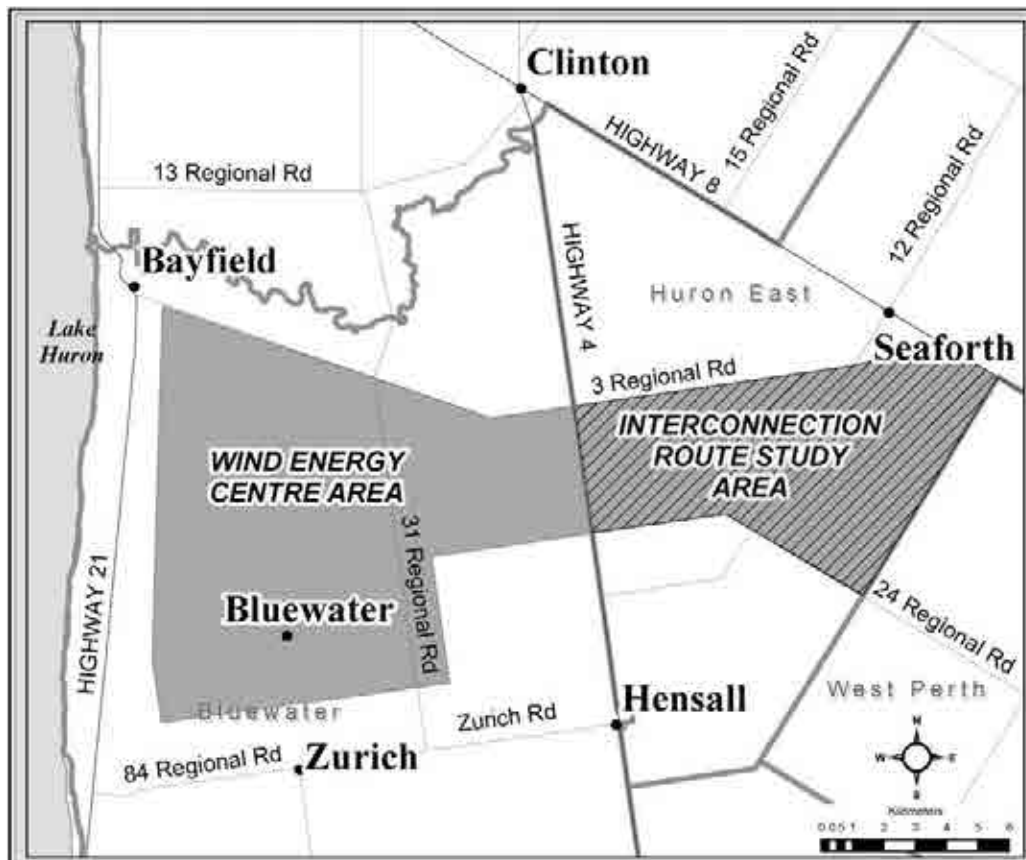 Clinton
15 Regional Rd
HIGHWAY 8
12 Regional Rd
13 Regional Rd
Bayfield
HIGHWAY 4
Huron East
Lake
Huron
Seaforth
3 Regional Rd
WIND ENERGY
CENTRE AREA
INTERCONNECTION
ROUTE STUDY
AREA
31 Regional Rd
HIGHWAY 21
Bluewater
24 Regional Rd
West Perth
Bluewater
Zurich Rd
Hensall
84 Regional Rd
Zurich
N
W
E
S
Kilometers
0 0.5 1 2 3 4 5 6